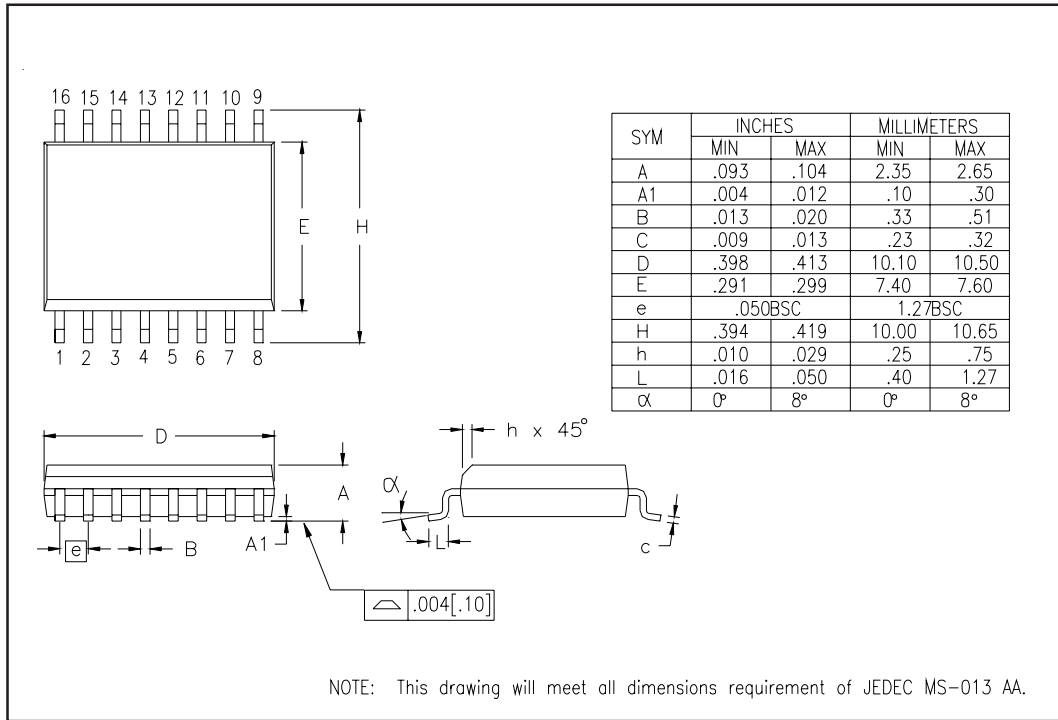 16 15 14 13 12 11 10 9
E
H
1 2 3 4 5 6 7 8
SYM INCHES MILLIMETERS
MIN MAX MIN MAX
A .093 .104 2.35 2.65
A1 .004 .012 .10 .30
B .013 .020 .33 .51
C .009 .013 .23 .32
D .398 .413 10.10 10.50
E .291 .299 7.40 7.60
e .050BSC 1.27BSC
H .394 .419 10.00 10.65
h .010 .029 .25 .75
L .016 .050 .40 1.27
α 0° 8° 0° 8°
D
h x 45°
A
α
e
B
A1
L
c
.004[.10]
NOTE: This drawing will meet all dimensions requirement of JEDEC MS-013 AA.